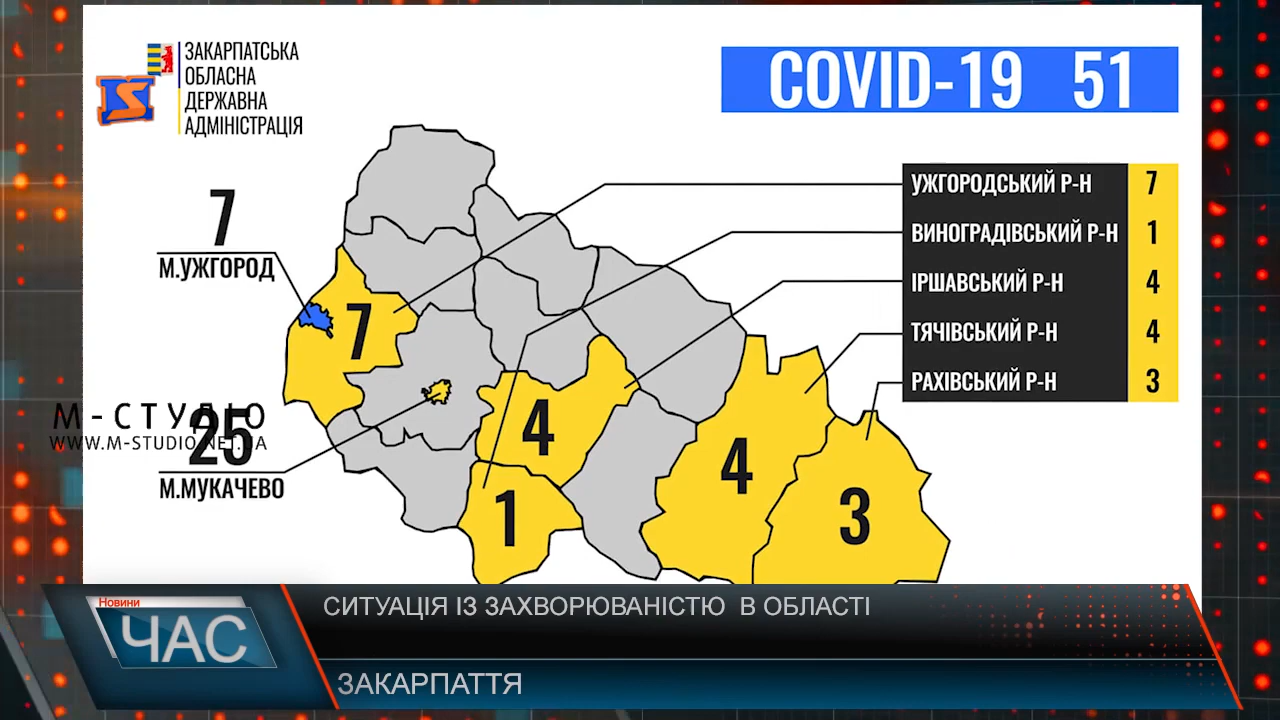 ЗАКАРПАТСЬКА
ОБЛАСНА
ДЕРЖАВНА
АДМІНІСТРАЦІЯ
COVID-19 51
7
М.УЖГОРОД
УЖГОРОДСЬКИЙ Р-Н 7
ВИНОГРАДІВСЬКИЙ Р-Н 1
ІРШАВСЬКИЙ Р-Н 4
ТЯЧІВСЬКИЙ Р-Н 4
РАХІВСЬКИЙ Р-Н 3
7
4
4
1
3
М-СТУДІО
WWW.M-STUDIO.NET.UA
25
М.МУКАЧЕВО
Новини
ЧАС
СИТУАЦІЯ ІЗ ЗАХВОРЮВАНІСТЮ В ОБЛАСТІ
ЗАКАРПАТТЯ